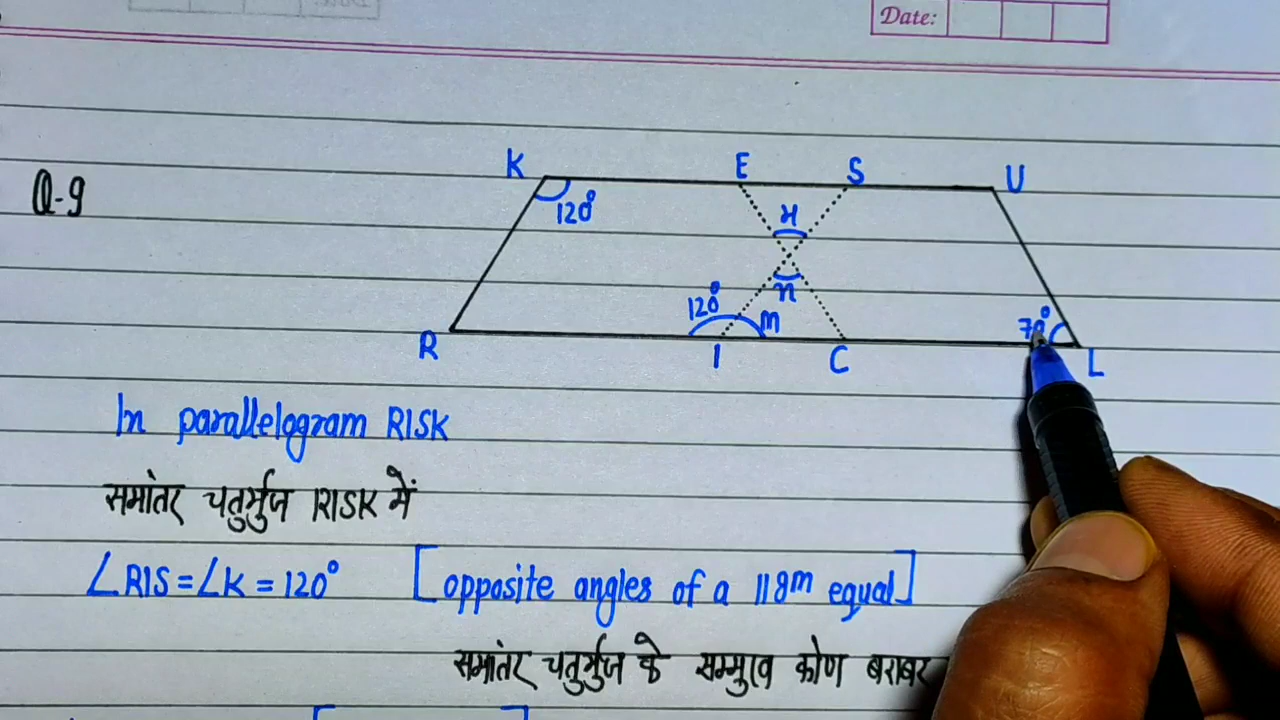 Date:
Q-9
K E S U
120° x
n
120° m 70°
R I C L
In parallelogram RISK
समांतर चतुर्भुज RISK में
∠RIS = ∠K = 120° [opposite angles of a ||gm equal]
समांतर चतुर्भुज के सम्मुख कोण बराबर